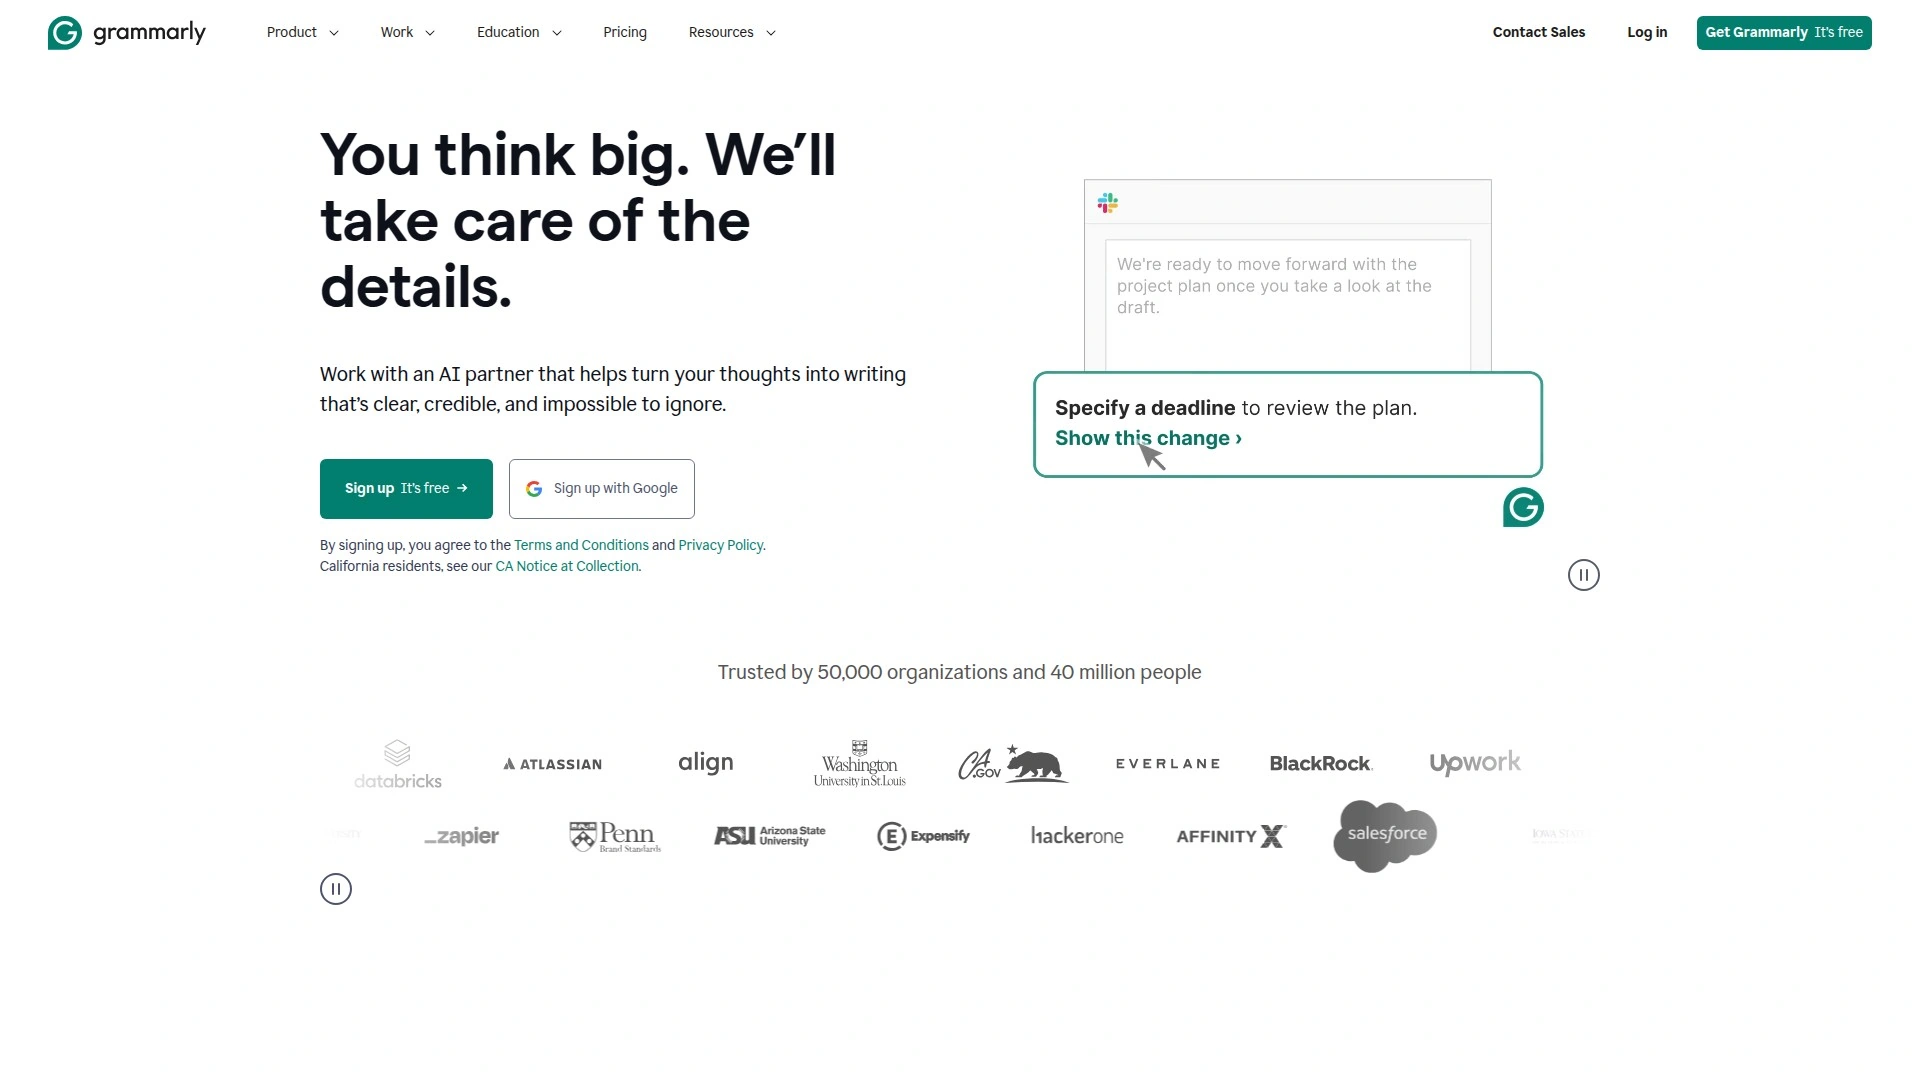 grammarly
Product
Work
Education
Pricing
Resources
Contact Sales
Log in
Get Grammarly It's free
You think big. We’ll
take care of the
details.
Work with an AI partner that helps turn your thoughts into writing
that’s clear, credible, and impossible to ignore.
Sign up It’s free →
Sign up with Google
By signing up, you agree to the Terms and Conditions and Privacy Policy.
California residents, see our CA Notice at Collection.
We're ready to move forward with the
project plan once you take a look at the
draft.
Specify a deadline to review the plan.
Show this change ›
Trusted by 50,000 organizations and 40 million people
databricks
ATLASSIAN
align
Washington
University in St. Louis
CA
.GOV
EVERLANE
BlackRock.
Upwork
zapier
Penn
Brand Standards
ASU Arizona State
University
Expensify
hackerone
AFFINITY X
salesforce
IOWA STATE